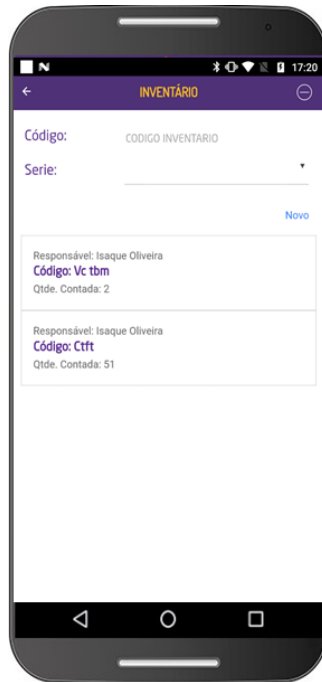 17:20
INVENTÁRIO
Código: CODIGO INVENTARIO
Serie:
Novo
Responsável: Isaque Oliveira
Código: Vc tbm
Qtde. Contada: 2
Responsável: Isaque Oliveira
Código: Ctft
Qtde. Contada: 51